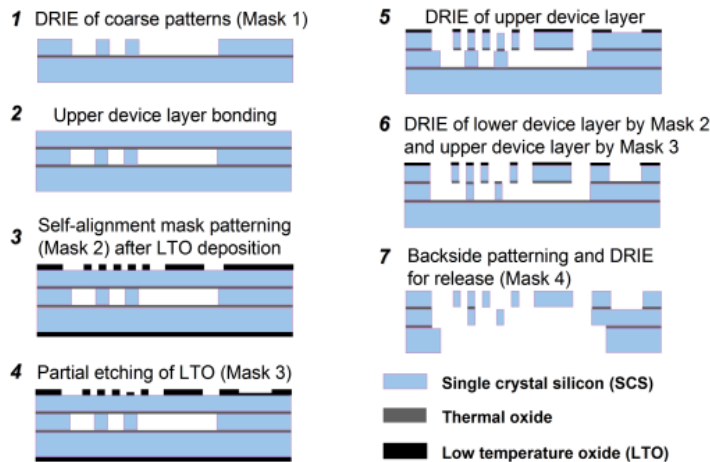 1 DRIE of coarse patterns (Mask 1)
2 Upper device layer bonding
3 Self-alignment mask patterning
(Mask 2) after LTO deposition
4 Partial etching of LTO (Mask 3)
5 DRIE of upper device layer
6 DRIE of lower device layer by Mask 2
and upper device layer by Mask 3
7 Backside patterning and DRIE
for release (Mask 4)
Single crystal silicon (SCS)
Thermal oxide
Low temperature oxide (LTO)